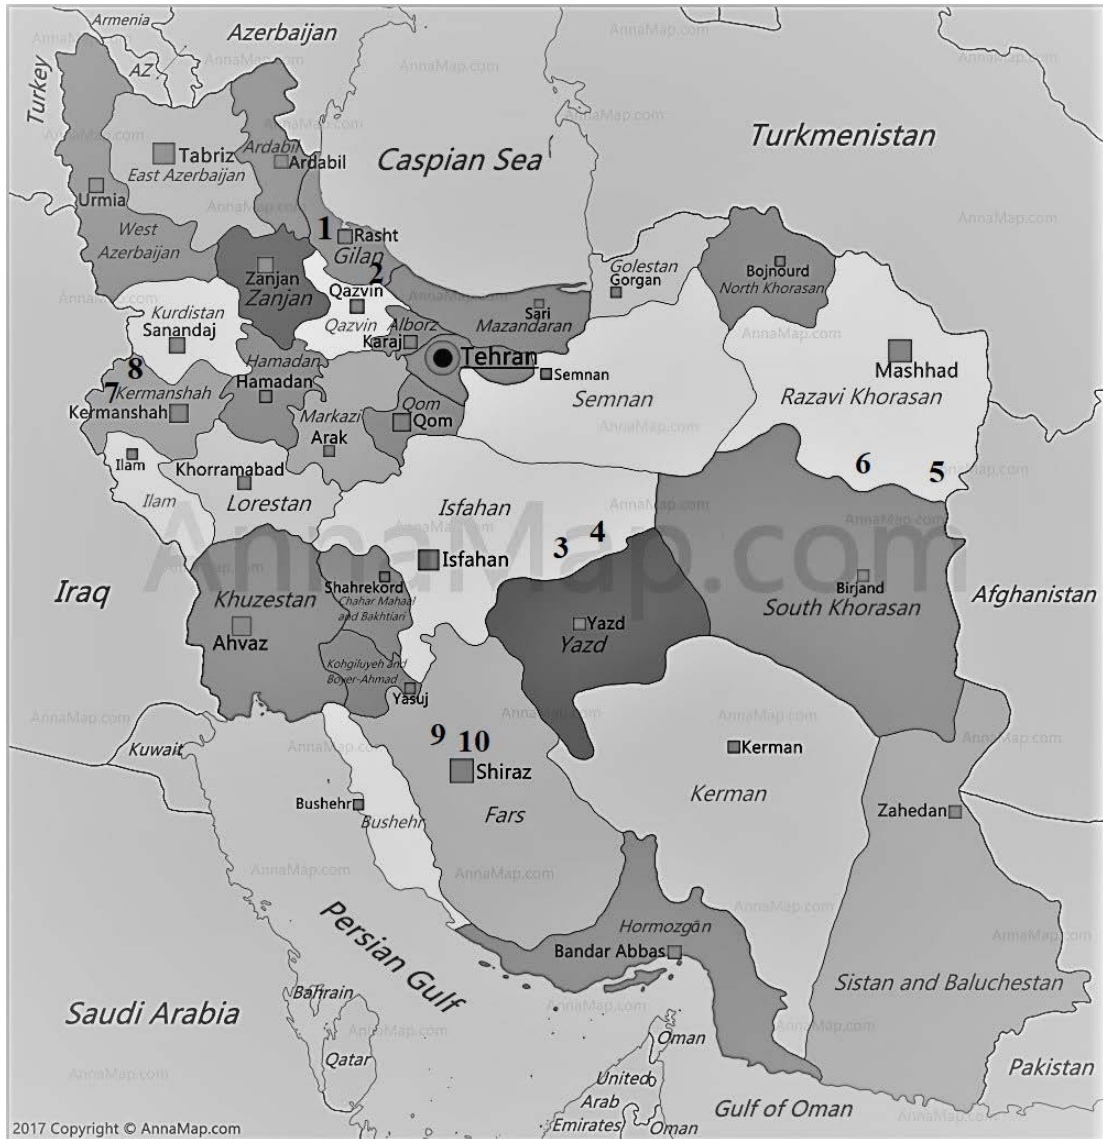 Armenia
Azerbaijan
AZ
Turkey
Turkmenistan
Caspian Sea
Tabriz
East Azerbaijan
Ardabil
Ardabil
Urmia
West
Azerbaijan
1
Rasht
Gilan
2
Zanjan
Zanjan
Qazvin
Qazvin
Golestan
Gorgan
Bojnourd
North Khorasan
Sari
Mazandaran
Kurdistan
Sanandaj
Alborz
Karaj
Tehran
Semnan
Semnan
Mashhad
Razavi Khorasan
8
7
Kermanshah
Kermanshah
Hamadan
Hamadan
Markazi
Arak
Qom
Qom
6
5
Ilam
Ilam
Khorramabad
Lorestan
Isfahan
Isfahan
3
4
AnnaMap.com
Iraq
Khuzestan
Ahvaz
Shahrekord
Chahar Mahaal
and Bakhtiari
Yazd
Yazd
Birjand
South Khorasan
Afghanistan
Kohgiluyeh and
Boyer-Ahmad
Yasuj
9
10
Shiraz
Fars
Kuwait
Bushehr
Bushehr
Kerman
Kerman
Zahedan
Persian Gulf
Hormozgān
Bandar Abbas
Sistan and Baluchestan
Saudi Arabia
Bahrain
Qatar
Oman
United
Arab
Emirates
Oman
Gulf of Oman
Pakistan
2017 Copyright © AnnaMap.com